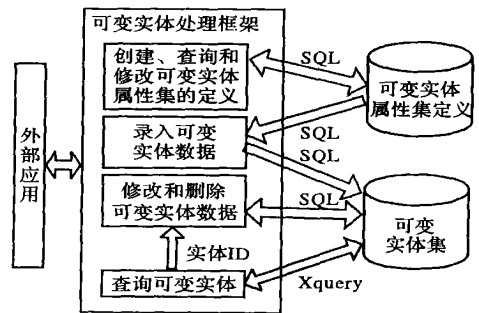 可变实体处理框架
创建、查询和
修改可变实体
属性集的定义
SQL
可变实体
属性集定义
外部应用
录入可变
实体数据
SQL
SQL
修改和删除
可变实体数据
SQL
可变
实体集
实体ID
查询可变实体
Xquery